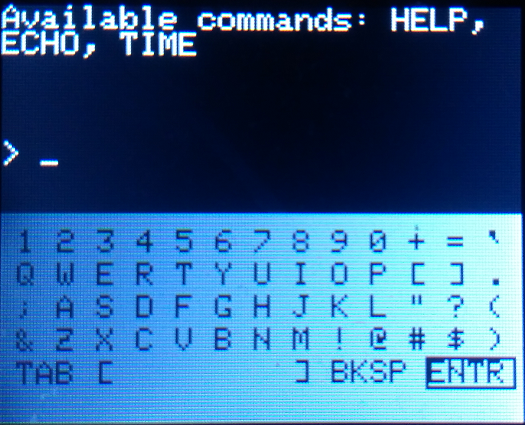 Available commands: HELP,
ECHO, TIME
> _
1 2 3 4 5 6 7 8 9 0 + = '
Q W E R T Y U I O P [ ] .
; A S D F G H J K L " ? (
& Z X C V B N M ! @ # $ )
TAB [ ] BKSP ENTR